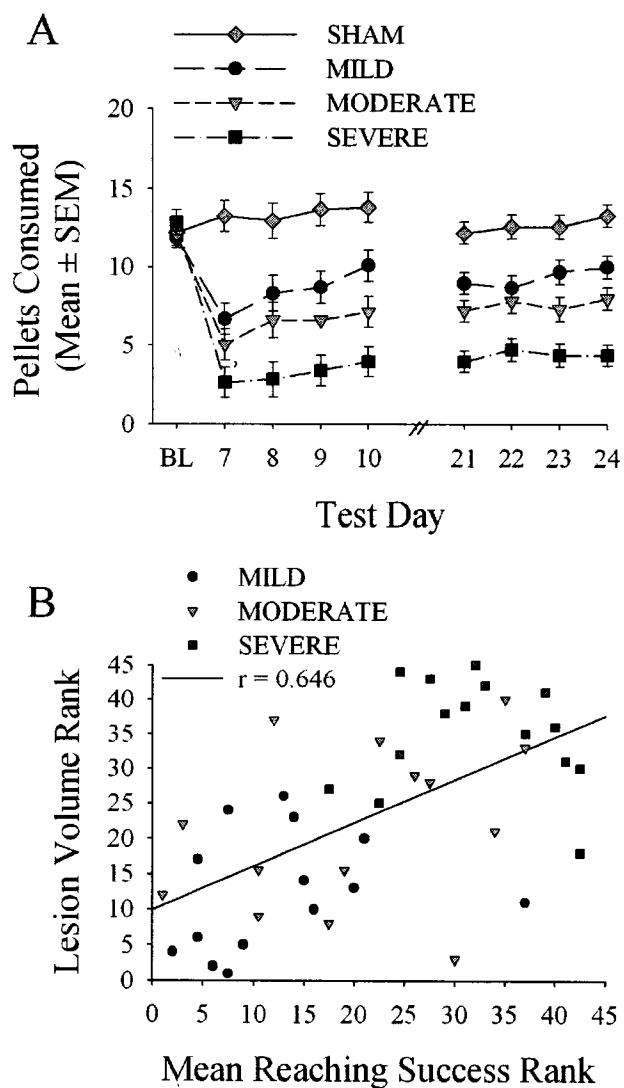 A
SHAM
MILD
MODERATE
SEVERE
Pellets Consumed
(Mean ± SEM)
20
15
10
5
0
BL 7 8 9 10 21 22 23 24
Test Day
B
MILD
MODERATE
SEVERE
r = 0.646
Lesion Volume Rank
45
40
35
30
25
20
15
10
5
0
0 5 10 15 20 25 30 35 40 45
Mean Reaching Success Rank